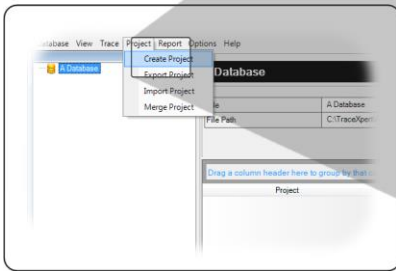 atabase View Trace Project Report Options Help
Create Project
Export Project
Import Project
Merge Project
A Database
Database
A Database
File Path C:\TraceXpert
Drag a column header here to group by that
Project